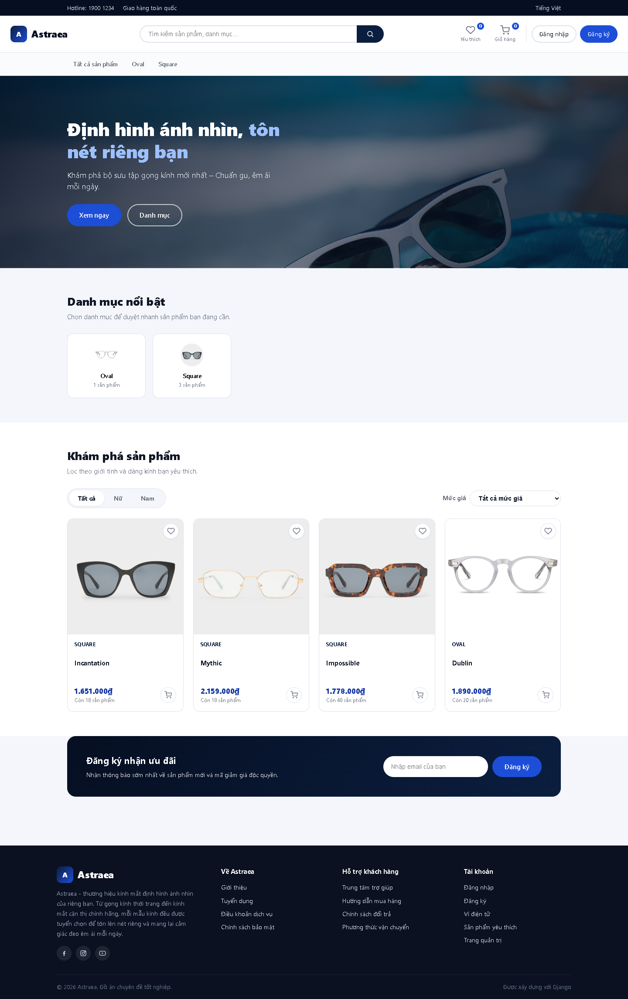 Hotline: 1900 1234 Giao hàng toàn quốc Tiếng Việt
A Astraea
Tìm kiếm sản phẩm, danh mục...
0 0
Yêu thích Giỏ hàng
Đăng nhập Đăng ký
Tất cả sản phẩm Oval Square
Định hình ánh nhìn, tôn
nét riêng bạn
Khám phá bộ sưu tập gọng kính mới nhất – Chuẩn gu, êm ái
mỗi ngày.
Xem ngay Danh mục
Danh mục nổi bật
Chọn danh mục để duyệt nhanh sản phẩm bạn đang cần.
Oval Square
1 sản phẩm 3 sản phẩm
Khám phá sản phẩm
Lọc theo giới tính và dáng kính bạn yêu thích.
Tất cả Nữ Nam Mức giá Tất cả mức giá
SQUARE SQUARE SQUARE OVAL
Incantation Mythic Impossible Dublin
1.651.000₫ 2.159.000₫ 1.778.000₫ 1.890.000₫
Còn 18 sản phẩm Còn 18 sản phẩm Còn 48 sản phẩm Còn 20 sản phẩm
Đăng ký nhận ưu đãi
Nhận thông báo sớm nhất về sản phẩm mới và mã giảm giá độc quyền.
Nhập email của bạn Đăng ký
A Astraea
Astraea - thương hiệu kính mắt định hình ánh nhìn
của riêng bạn. Từ gọng kính thời trang đến kính
mắt cận thị chính hãng, mỗi mẫu kính đều được
tuyển chọn để tôn lên nét riêng và mang lại cảm
giác đeo êm ái mỗi ngày.
Về Astraea
Giới thiệu
Tuyển dụng
Điều khoản dịch vụ
Chính sách bảo mật
Hỗ trợ khách hàng
Trung tâm trợ giúp
Hướng dẫn mua hàng
Chính sách đổi trả
Phương thức vận chuyển
Tài khoản
Đăng nhập
Đăng ký
Ví điện tử
Sản phẩm yêu thích
Trang quản trị
© 2026 Astraea. Đồ án chuyên đề tốt nghiệp. Được xây dựng với Django